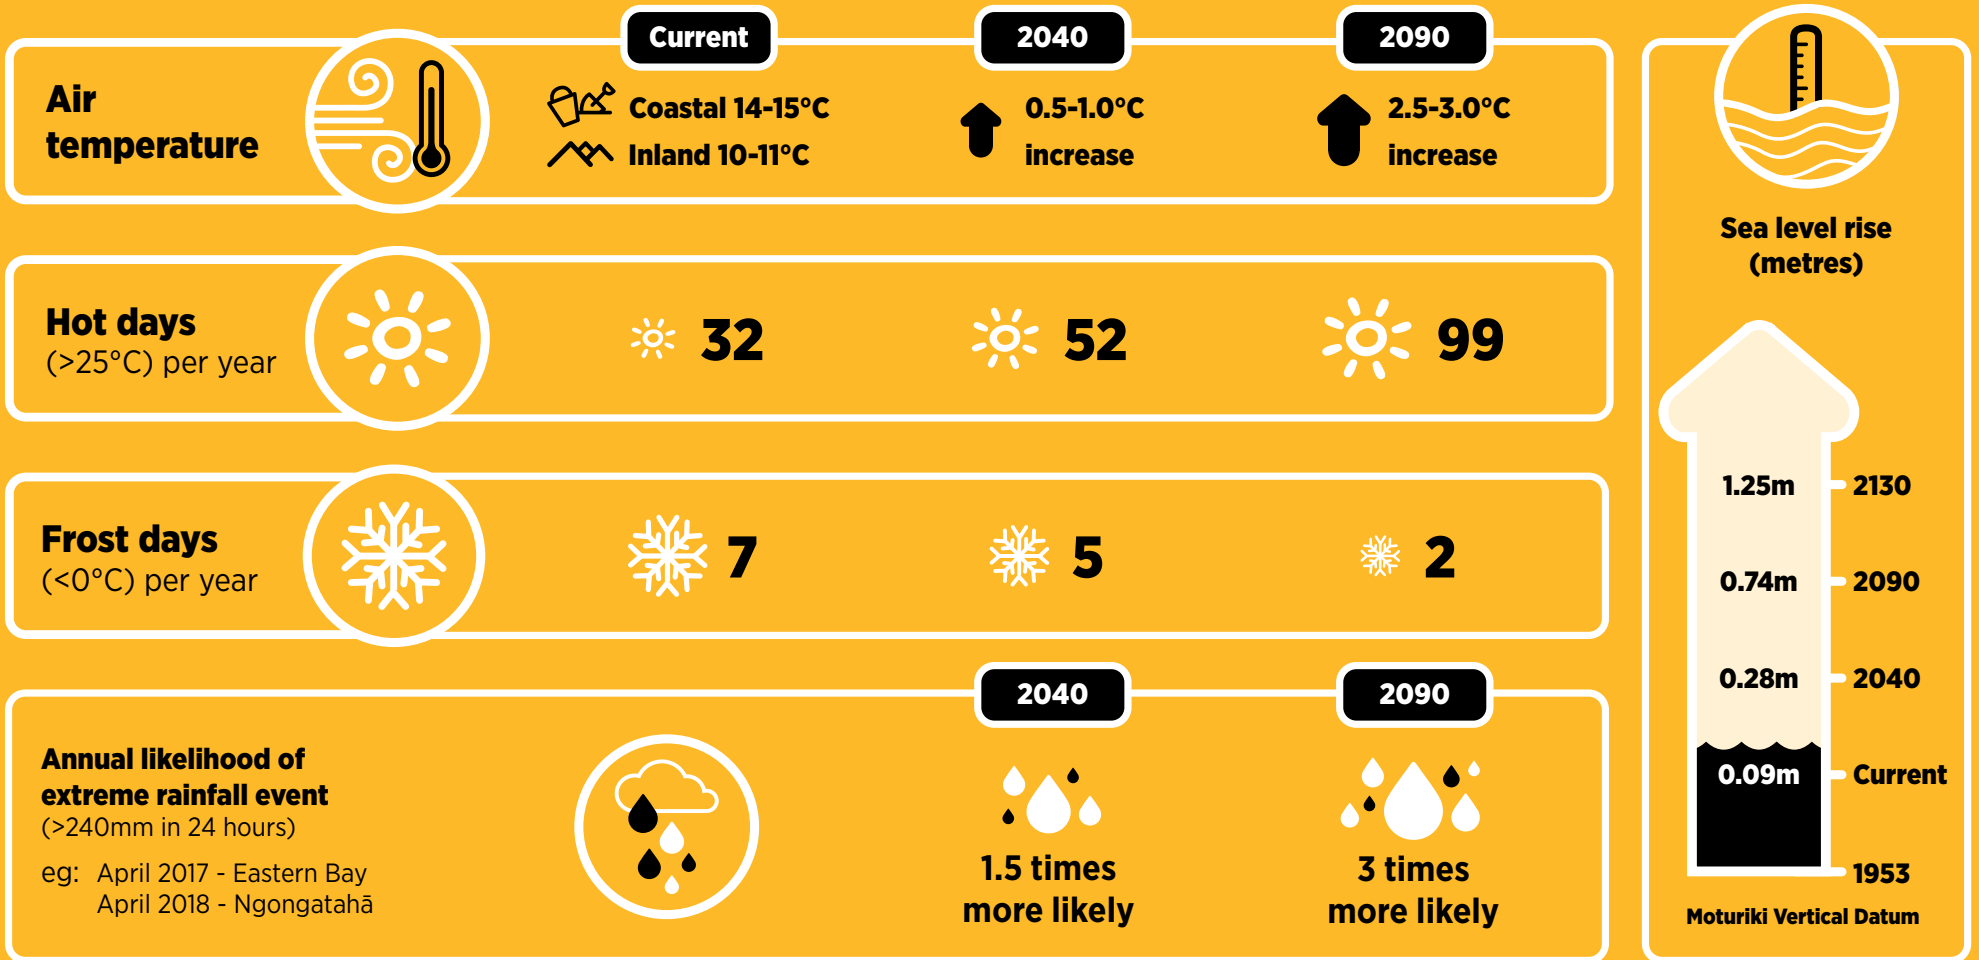 Current
2040
2090
Air
temperature
Coastal 14-15°C
Inland 10-11°C
0.5-1.0°C
increase
2.5-3.0°C
increase
Hot days
(>25°C) per year
32
52
99
Frost days
(<0°C) per year
7
5
2
2040
2090
Annual likelihood of
extreme rainfall event
(>240mm in 24 hours)
eg: April 2017 - Eastern Bay
April 2018 - Ngongatahā
1.5 times
more likely
3 times
more likely
Sea level rise
(metres)
1.25m 2130
0.74m 2090
0.28m 2040
0.09m Current
1953
Moturiki Vertical Datum